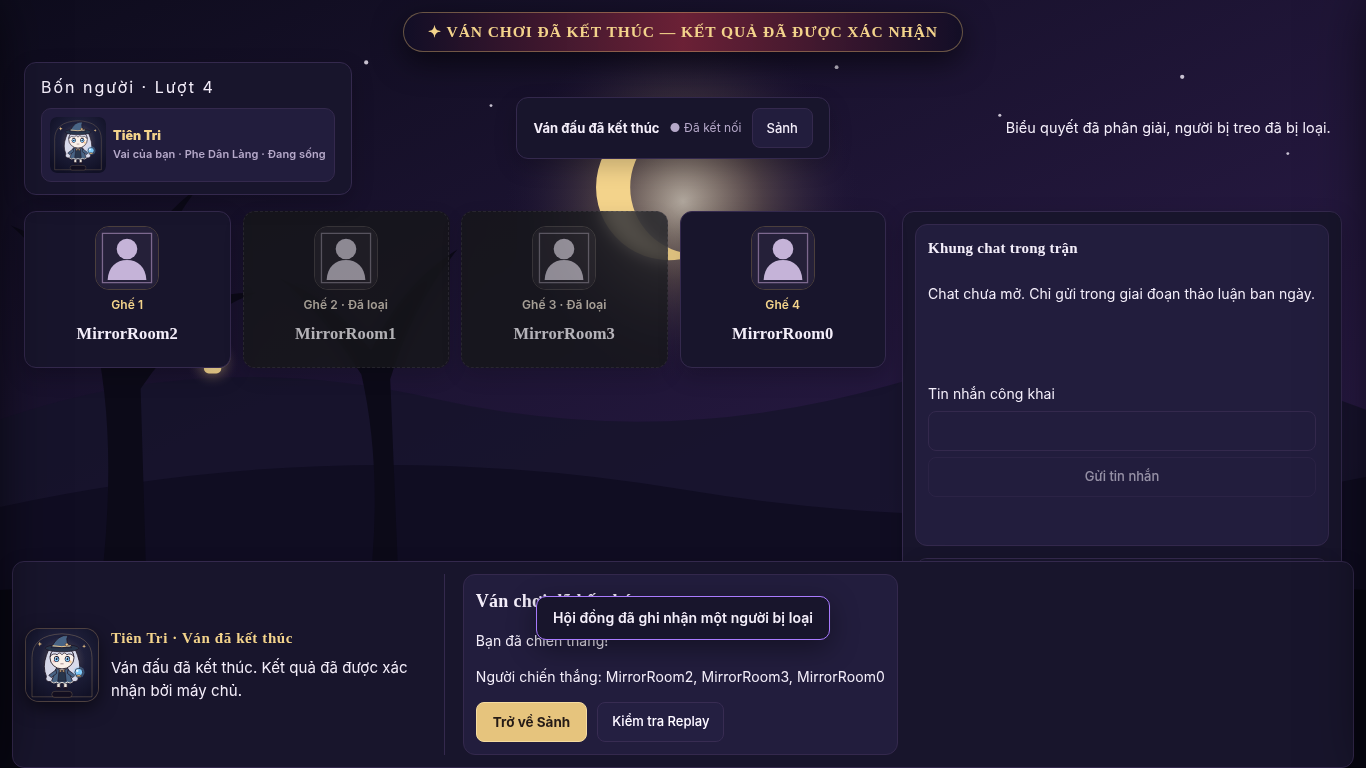 ✦ VÁN CHƠI ĐÃ KẾT THÚC — KẾT QUẢ ĐÃ ĐƯỢC XÁC NHẬN
Bốn người · Lượt 4
Tiên Tri
Vai của bạn · Phe Dân Làng · Đang sống
Ván đấu đã kết thúc
Đã kết nối
Sảnh
Biểu quyết đã phân giải, người bị treo đã bị loại.
Ghế 1
MirrorRoom2
Ghế 2 · Đã loại
MirrorRoom1
Ghế 3 · Đã loại
MirrorRoom3
Ghế 4
MirrorRoom0
Khung chat trong trận
Chat chưa mở. Chỉ gửi trong giai đoạn thảo luận ban ngày.
Tin nhắn công khai
Gửi tin nhắn
Tiên Tri · Ván đã kết thúc
Ván đấu đã kết thúc. Kết quả đã được xác
nhận bởi máy chủ.
Ván
Hội đồng đã ghi nhận một người bị loại
Bạn đã chiến thắng!
Người chiến thắng: MirrorRoom2, MirrorRoom3, MirrorRoom0
Trở về Sảnh
Kiểm tra Replay